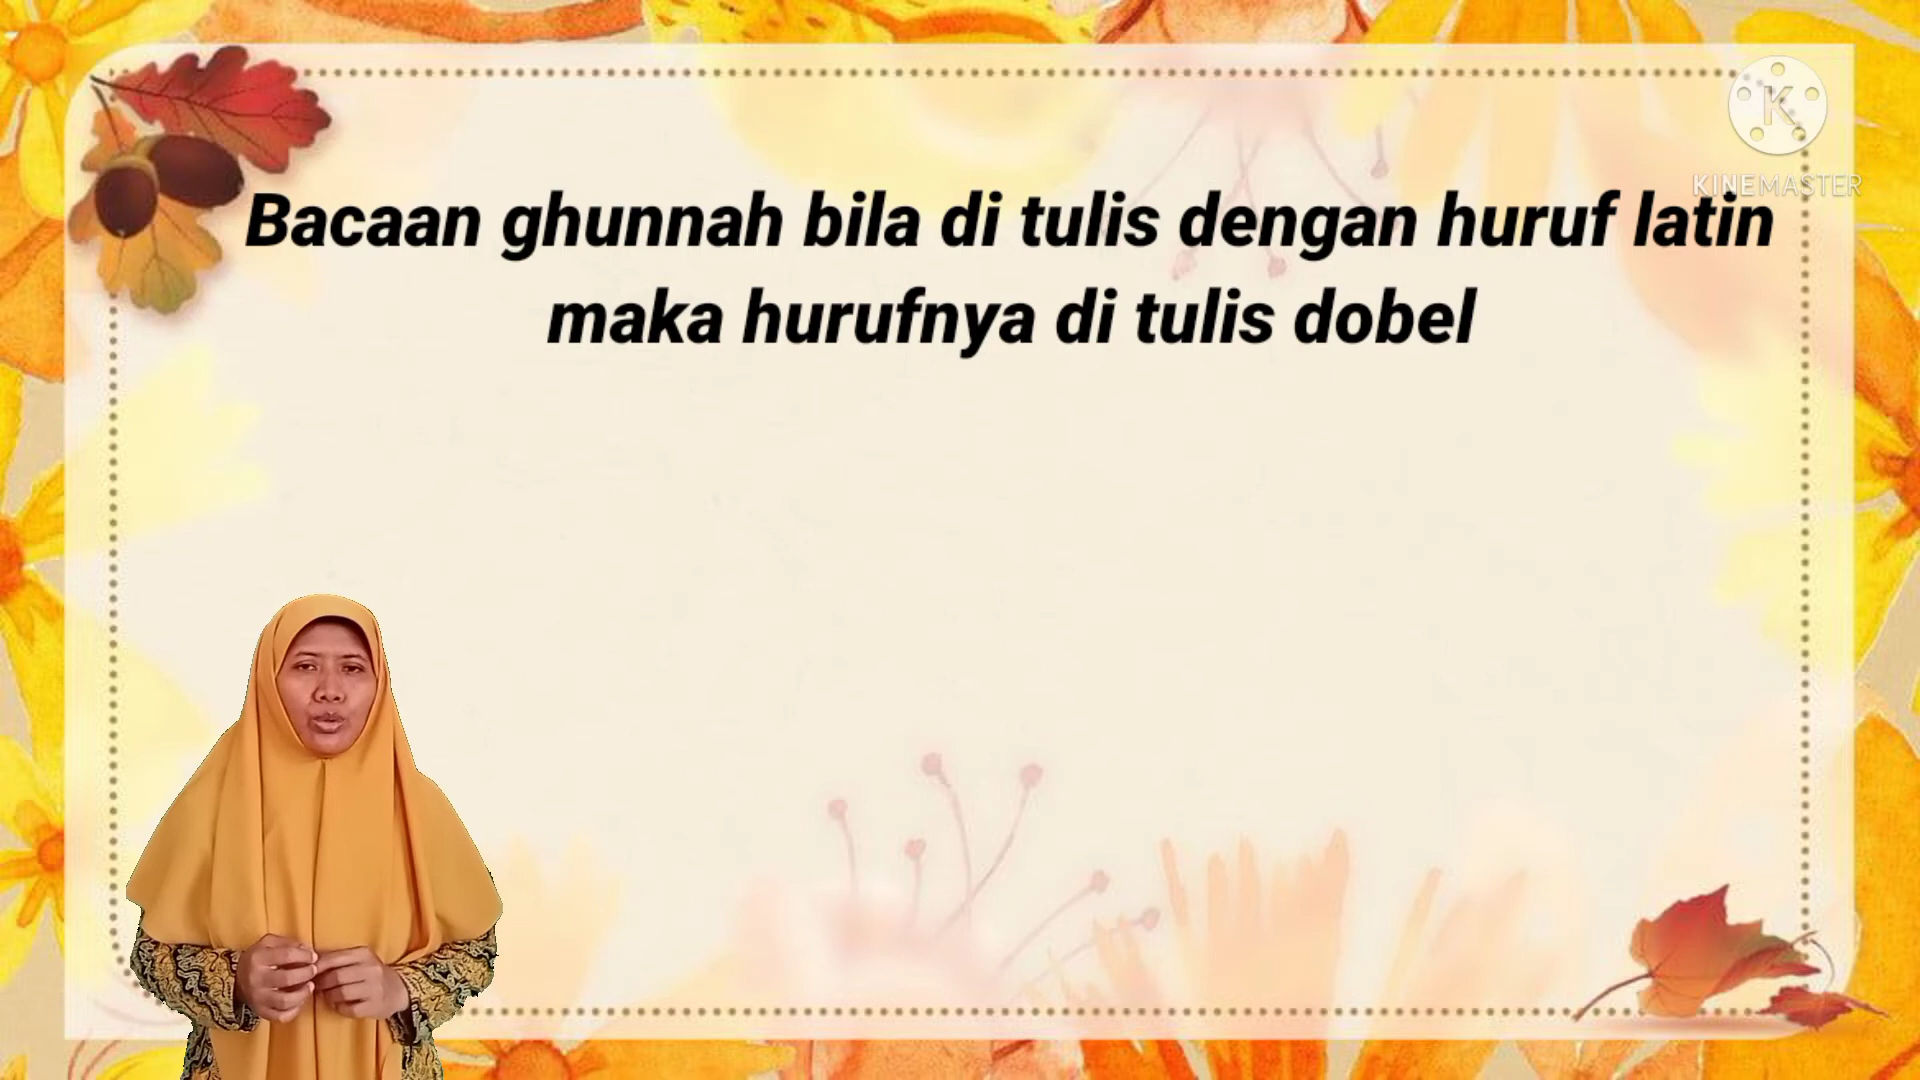 K
KINEMASTER
Bacaan ghunnah bila di tulis dengan huruf latin
maka hurufnya di tulis dobel